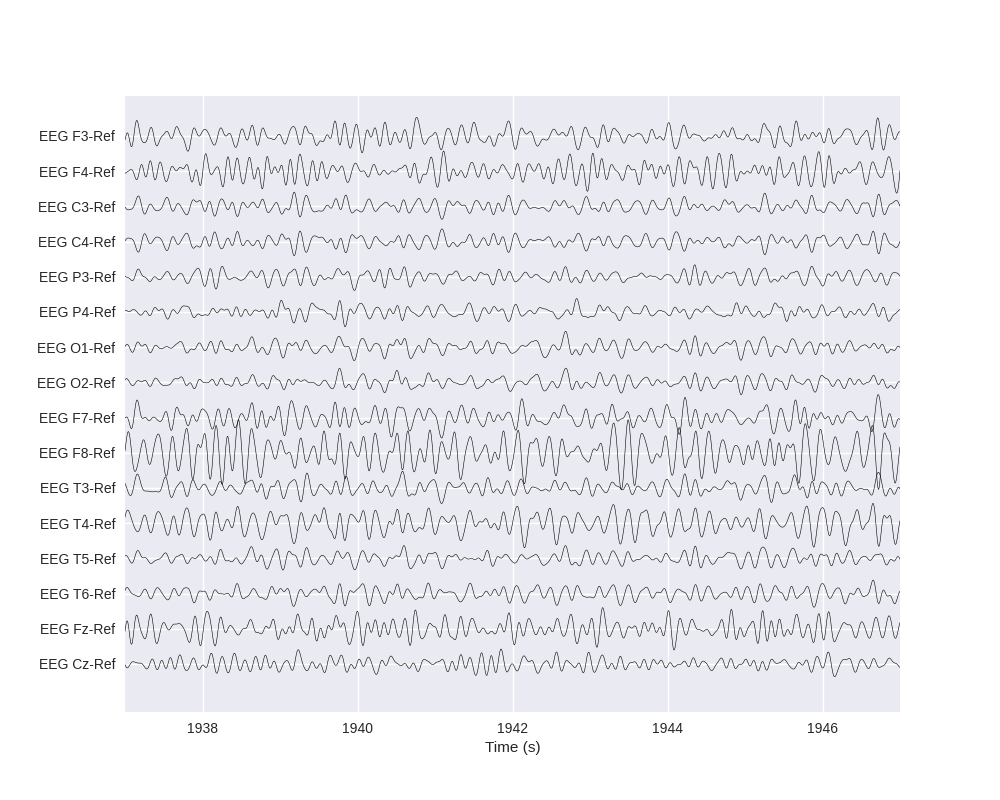 EEG F3-Ref
EEG F4-Ref
EEG C3-Ref
EEG C4-Ref
EEG P3-Ref
EEG P4-Ref
EEG O1-Ref
EEG O2-Ref
EEG F7-Ref
EEG F8-Ref
EEG T3-Ref
EEG T4-Ref
EEG T5-Ref
EEG T6-Ref
EEG Fz-Ref
EEG Cz-Ref
1938 1940 1942 1944 1946
Time (s)